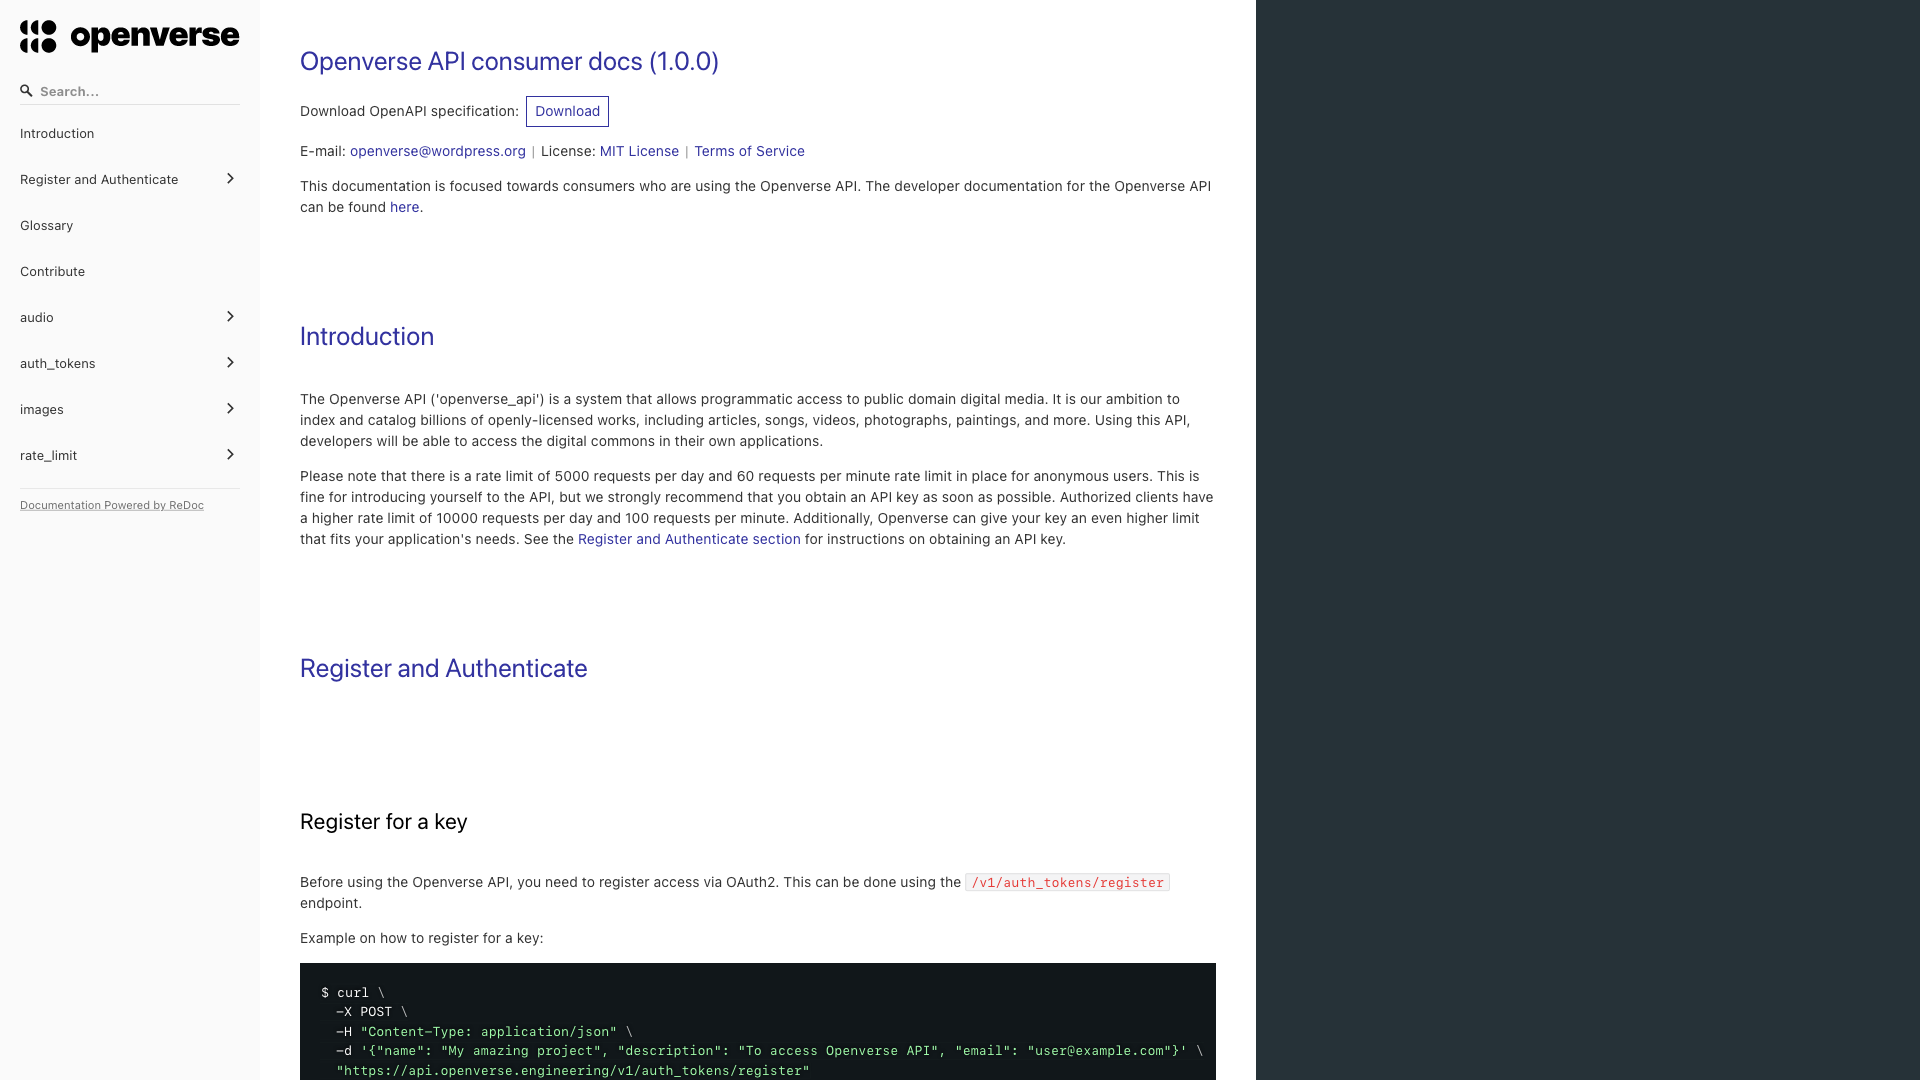 openverse
Search...
Introduction
Register and Authenticate
Glossary
Contribute
audio
auth_tokens
images
rate_limit
Documentation Powered by ReDoc
Openverse API consumer docs (1.0.0)
Download OpenAPI specification: Download
E-mail: openverse@wordpress.org | License: MIT License | Terms of Service
This documentation is focused towards consumers who are using the Openverse API. The developer documentation for the Openverse API
can be found here.
Introduction
The Openverse API ('openverse_api') is a system that allows programmatic access to public domain digital media. It is our ambition to
index and catalog billions of openly-licensed works, including articles, songs, videos, photographs, paintings, and more. Using this API,
developers will be able to access the digital commons in their own applications.
Please note that there is a rate limit of 5000 requests per day and 60 requests per minute rate limit in place for anonymous users. This is
fine for introducing yourself to the API, but we strongly recommend that you obtain an API key as soon as possible. Authorized clients have
a higher rate limit of 10000 requests per day and 100 requests per minute. Additionally, Openverse can give your key an even higher limit
that fits your application's needs. See the Register and Authenticate section for instructions on obtaining an API key.
Register and Authenticate
Register for a key
Before using the Openverse API, you need to register access via OAuth2. This can be done using the /v1/auth_tokens/register
endpoint.
Example on how to register for a key:
$ curl \
-X POST \
-H "Content-Type: application/json" \
-d '{"name": "My amazing project", "description": "To access Openverse API", "email": "user@example.com"}' \
"https://api.openverse.engineering/v1/auth_tokens/register"